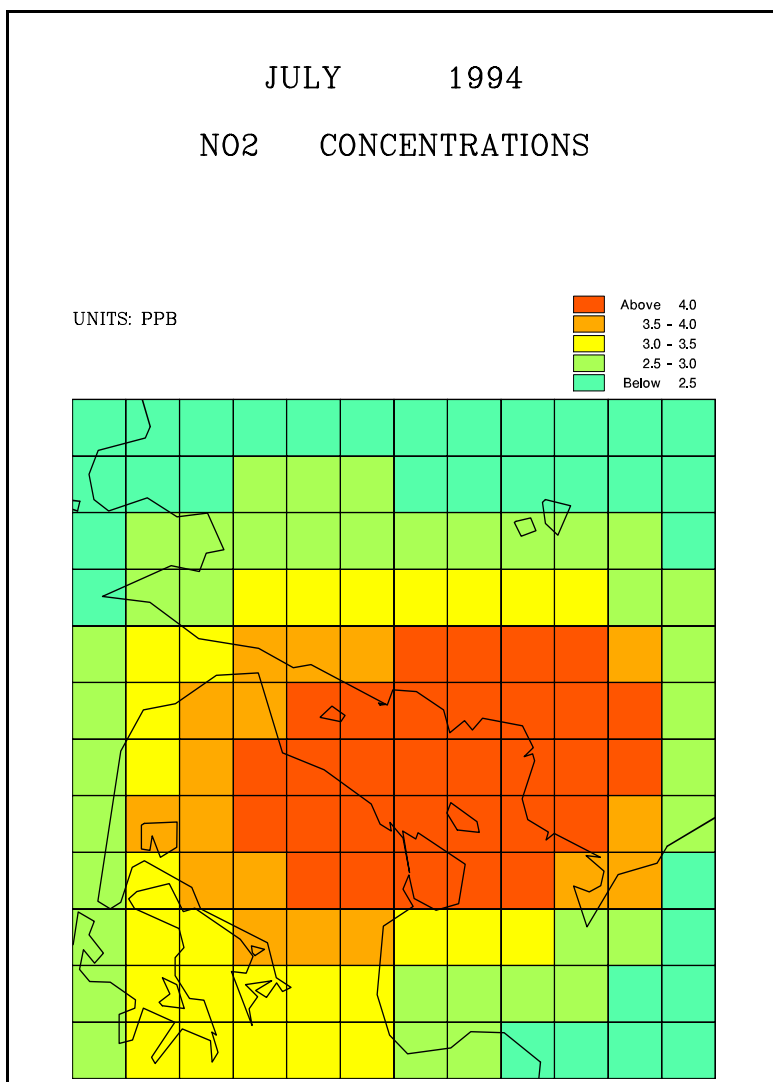 JULY 1994
NO2 CONCENTRATIONS
UNITS: PPB
Above 4.0
3.5 - 4.0
3.0 - 3.5
2.5 - 3.0
Below 2.5